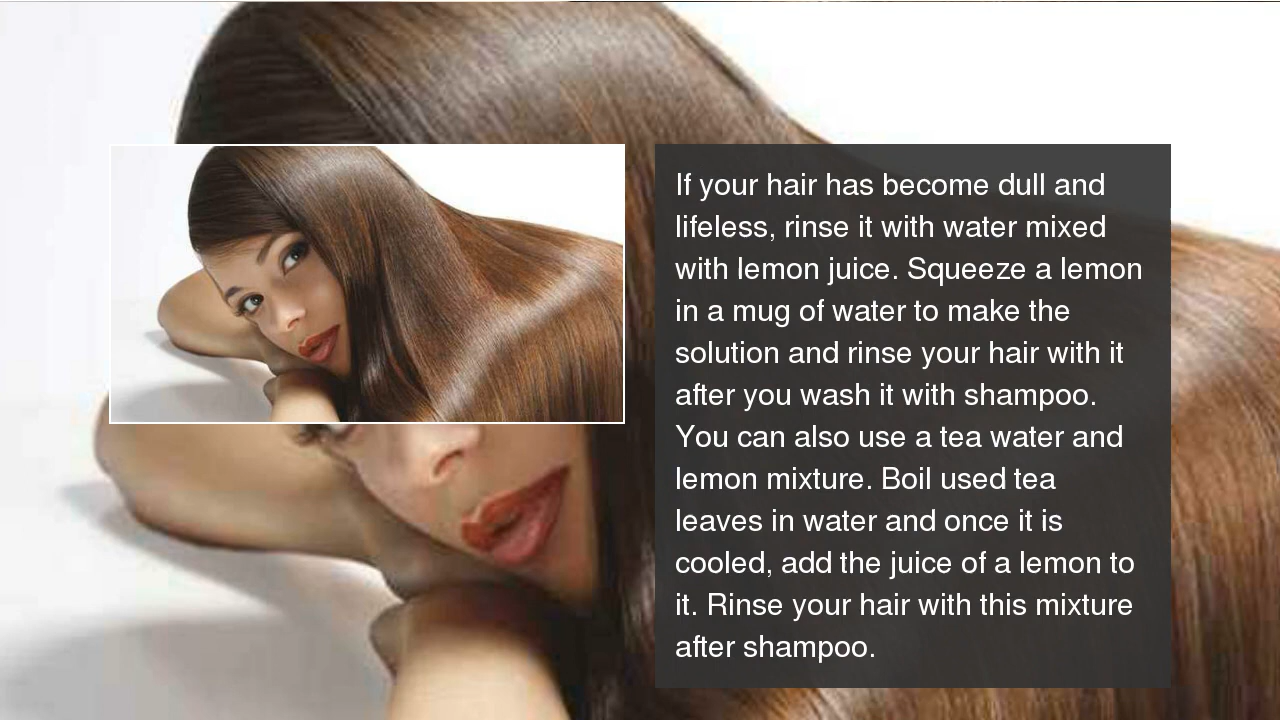 If your hair has become dull and
lifeless, rinse it with water mixed
with lemon juice. Squeeze a lemon
in a mug of water to make the
solution and rinse your hair with it
after you wash it with shampoo.
You can also use a tea water and
lemon mixture. Boil used tea
leaves in water and once it is
cooled, add the juice of a lemon to
it. Rinse your hair with this mixture
after shampoo.